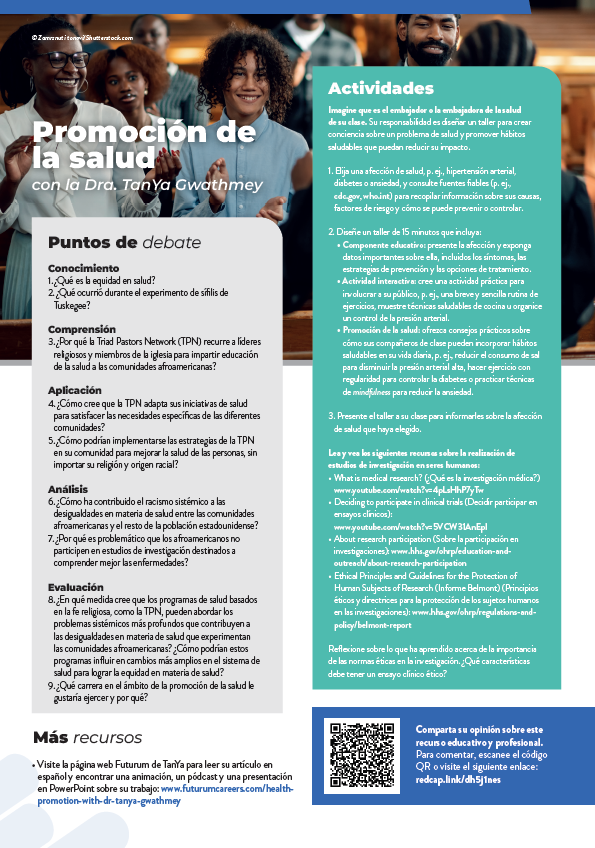 © Zamrznuti tonovi/Shutterstock.com
Promoción de
la salud
con la Dra. TanYa Gwathmey
Puntos de debate
Conocimiento
1. ¿Qué es la equidad en salud?
2. ¿Qué ocurrió durante el experimento de sífilis de
Tuskegee?
Comprensión
3. ¿Por qué la Triad Pastors Network (TPN) recurre a líderes
religiosos y miembros de la iglesia para impartir educación
de la salud a las comunidades afroamericanas?
Aplicación
4. ¿Cómo cree que la TPN adapta sus iniciativas de salud
para satisfacer las necesidades específicas de las diferentes
comunidades?
5. ¿Cómo podrían implementarse las estrategias de la TPN
en su comunidad para mejorar la salud de las personas, sin
importar su religión y origen racial?
Análisis
6. ¿Cómo ha contribuido el racismo sistémico a las
desigualdades en materia de salud entre las comunidades
afroamericanas y el resto de la población estadounidense?
7. ¿Por qué es problemático que los afroamericanos no
participen en estudios de investigación destinados a
comprender mejor las enfermedades?
Evaluación
8. ¿En qué medida cree que los programas de salud basados
en la fe religiosa, como la TPN, pueden abordar los
problemas sistémicos más profundos que contribuyen a
las desigualdades en materia de salud que experimentan
las comunidades afroamericanas? ¿Cómo podrían estos
programas influir en cambios más amplios en el sistema de
salud para lograr la equidad en materia de salud?
9. ¿Qué carrera en el ámbito de la promoción de la salud le
gustaría ejercer y por qué?
Más recursos
• Visite la página web Futurum de TanYa para leer su artículo en
español y encontrar una animación, un pódcast y una presentación
en PowerPoint sobre su trabajo: www.futurumcareers.com/health-
promotion-with-dr-tanya-gwathmey
Actividades
Imagine que es el embajador o la embajadora de la salud
de su clase. Su responsabilidad es diseñar un taller para crear
conciencia sobre un problema de salud y promover hábitos
saludables que puedan reducir su impacto.
1. Elija una afección de salud, p. ej., hipertensión arterial,
diabetes o ansiedad, y consulte fuentes fiables (p. ej.,
cdc.gov, who.int) para recopilar información sobre sus causas,
factores de riesgo y cómo se puede prevenir o controlar.
2. Diseñe un taller de 15 minutos que incluya:
• Componente educativo: presente la afección y exponga
datos importantes sobre ella, incluidos los síntomas, las
estrategias de prevención y las opciones de tratamiento.
• Actividad interactiva: cree una actividad práctica para
involucrar a su público, p. ej., una breve y sencilla rutina de
ejercicios, muestre técnicas saludables de cocina u organice
un control de la presión arterial.
• Promoción de la salud: ofrezca consejos prácticos sobre
cómo sus compañeros de clase pueden incorporar hábitos
saludables en su vida diaria, p. ej., reducir el consumo de sal
para disminuir la presión arterial alta, hacer ejercicio con
regularidad para controlar la diabetes o practicar técnicas
de mindfulness para reducir la ansiedad.
3. Presente el taller a su clase para informarles sobre la afección
de salud que haya elegido.
Lea y vea los siguientes recursos sobre la realización de
estudios de investigación en seres humanos:
• What is medical research? (¿Qué es la investigación médica?)
www.youtube.com/watch?v=4pLsHhP7yTw
• Deciding to participate in clinical trials (Decidir participar en
ensayos clínicos):
www.youtube.com/watch?v=5VCW31AnEpI
• About research participation (Sobre la participación en
investigaciones): www.hhs.gov/ohrp/education-and-
outreach/about-research-participation
• Ethical Principles and Guidelines for the Protection of
Human Subjects of Research (Informe Belmont) (Principios
éticos y directrices para la protección de los sujetos humanos
en las investigaciones): www.hhs.gov/ohrp/regulations-and-
policy/belmont-report
Reflexione sobre lo que ha aprendido acerca de la importancia
de las normas éticas en la investigación. ¿Qué características
debe tener un ensayo clínico ético?
Comparta su opinión sobre este
recurso educativo y profesional.
Para comentar, escanee el código
QR o visite el siguiente enlace:
redcap.link/dh5j1nes